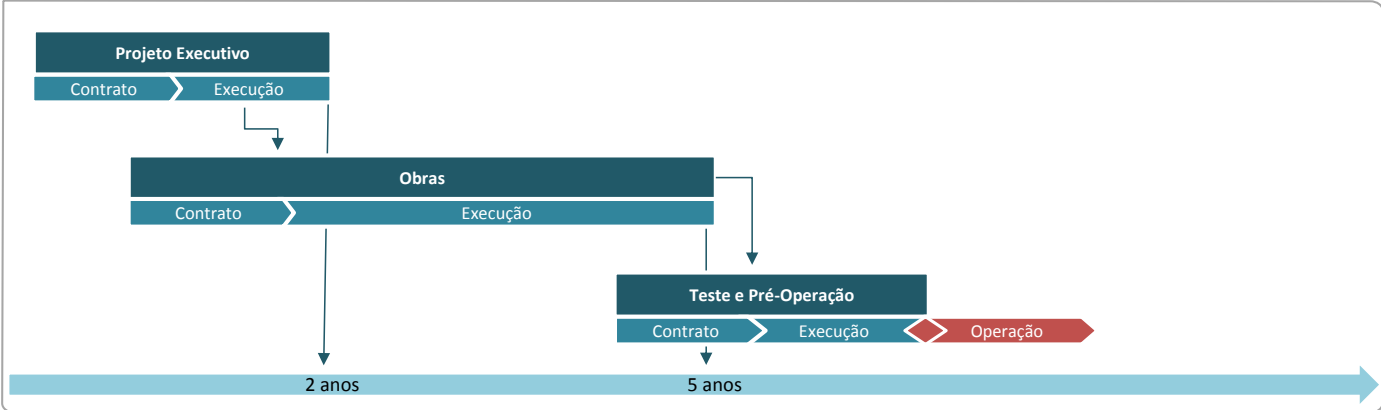 Projeto Executivo
Contrato
Execução
Obras
Contrato
Execução
Teste e Pré-Operação
Contrato
Execução
Operação
2 anos
5 anos